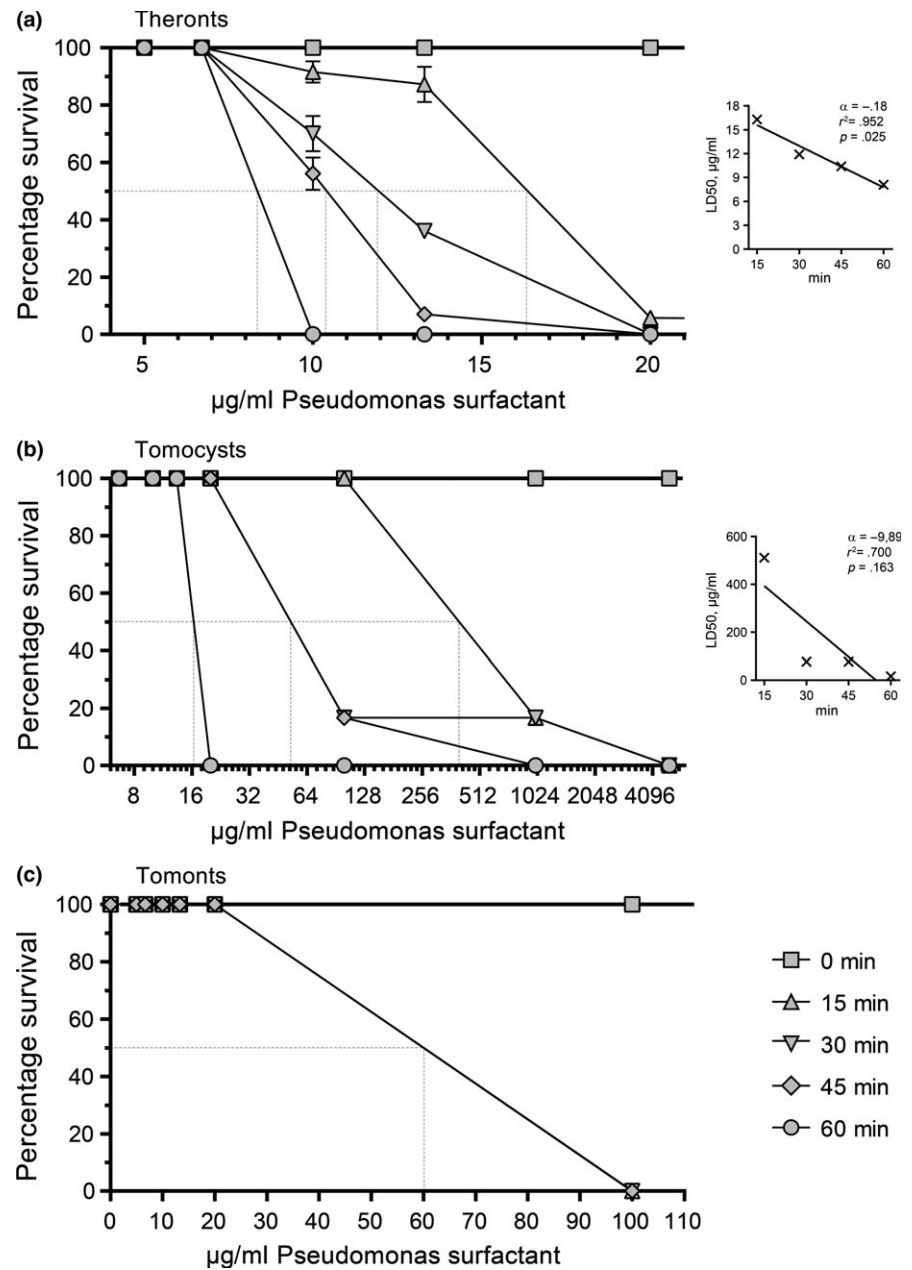 (a) Theronts
100
80
60
40
20
0
Percentage survival
5 10 15 20
µg/ml Pseudomonas surfactant
18
15
12
9
6
3
0
LD50, µg/ml
α = –.18
r²= .952
p = .025
15 30 45 60
min
(b) Tomocysts
100
80
60
40
20
0
Percentage survival
8 16 32 64 128 256 512 1024 2048 4096
µg/ml Pseudomonas surfactant
600
400
200
0
LD50, µg/ml
α = –9,89
r²= .700
p = .163
15 30 45 60
min
(c) Tomonts
100
80
60
40
20
0
Percentage survival
0 10 20 30 40 50 60 70 80 90 100 110
µg/ml Pseudomonas surfactant
0 min
15 min
30 min
45 min
60 min